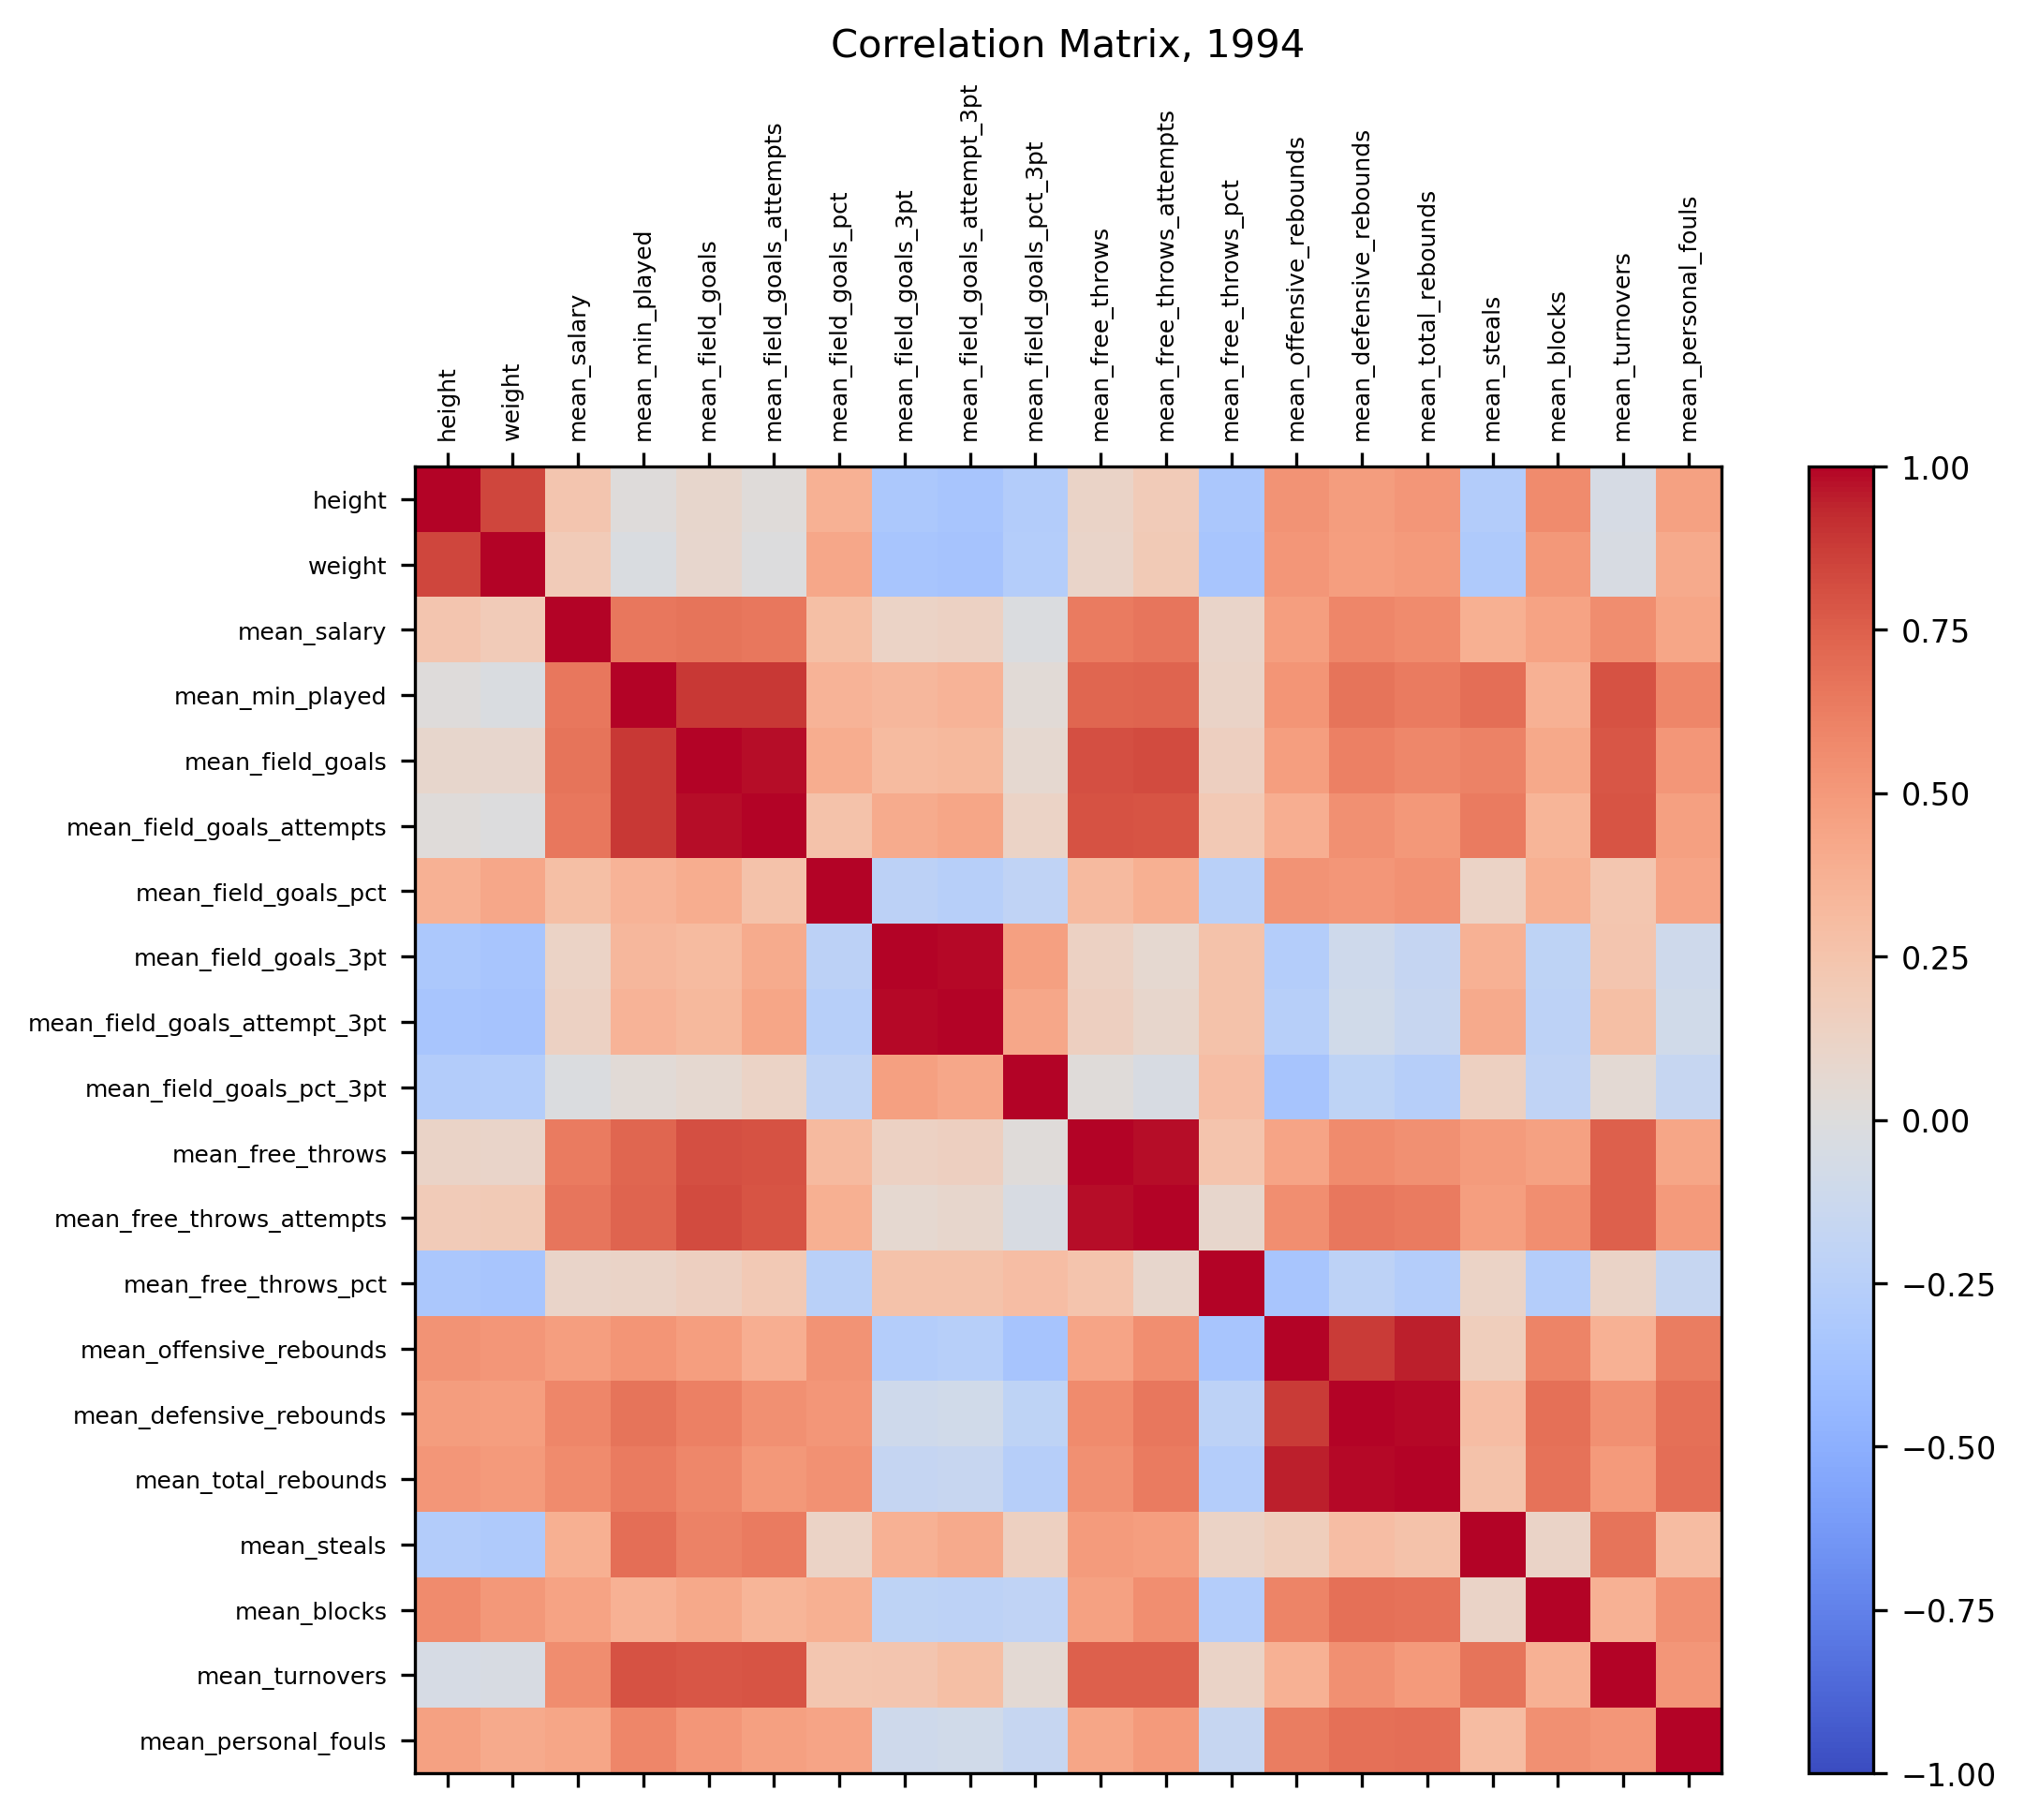 Correlation Matrix, 1994
height
weight
mean_salary
mean_min_played
mean_field_goals
mean_field_goals_attempts
mean_field_goals_pct
mean_field_goals_3pt
mean_field_goals_attempt_3pt
mean_field_goals_pct_3pt
mean_free_throws
mean_free_throws_attempts
mean_free_throws_pct
mean_offensive_rebounds
mean_defensive_rebounds
mean_total_rebounds
mean_steals
mean_blocks
mean_turnovers
mean_personal_fouls
height
weight
mean_salary
mean_min_played
mean_field_goals
mean_field_goals_attempts
mean_field_goals_pct
mean_field_goals_3pt
mean_field_goals_attempt_3pt
mean_field_goals_pct_3pt
mean_free_throws
mean_free_throws_attempts
mean_free_throws_pct
mean_offensive_rebounds
mean_defensive_rebounds
mean_total_rebounds
mean_steals
mean_blocks
mean_turnovers
mean_personal_fouls
1.00
0.75
0.50
0.25
0.00
−0.25
−0.50
−0.75
−1.00